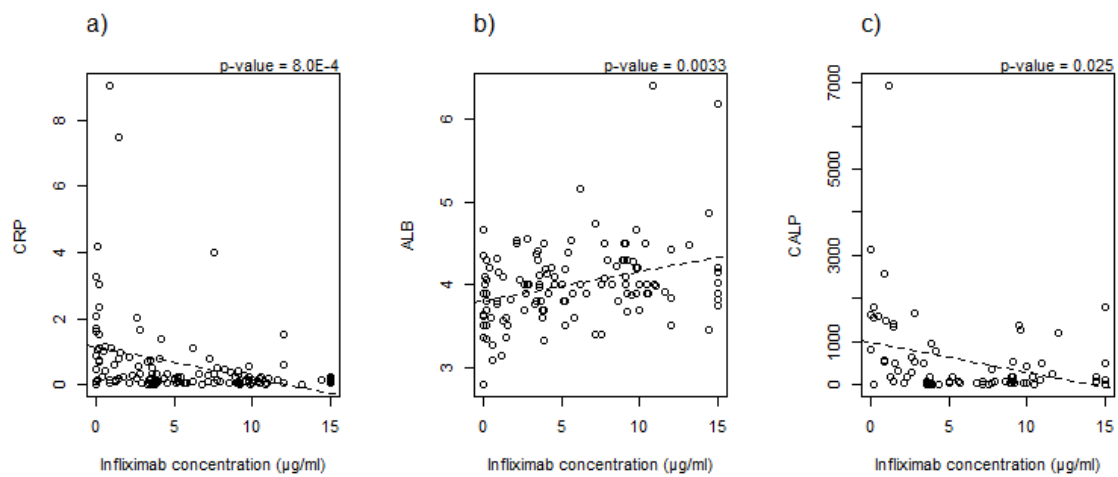 a)
p-value = 8.0E-4
CRP
8
6
4
2
0
0 5 10 15
Infliximab concentration (µg/ml)
b)
p-value = 0.0033
ALB
6
5
4
3
0 5 10 15
Infliximab concentration (µg/ml)
c)
p-value = 0.025
CALP
7000
5000
3000
1000
0
0 5 10 15
Infliximab concentration (µg/ml)